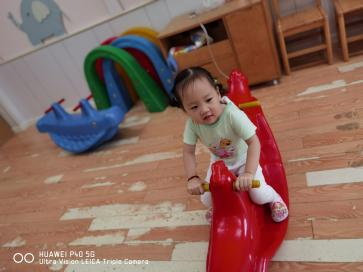 HUAWEI P40 5G
Ultra Vision LEICA Triple Camera